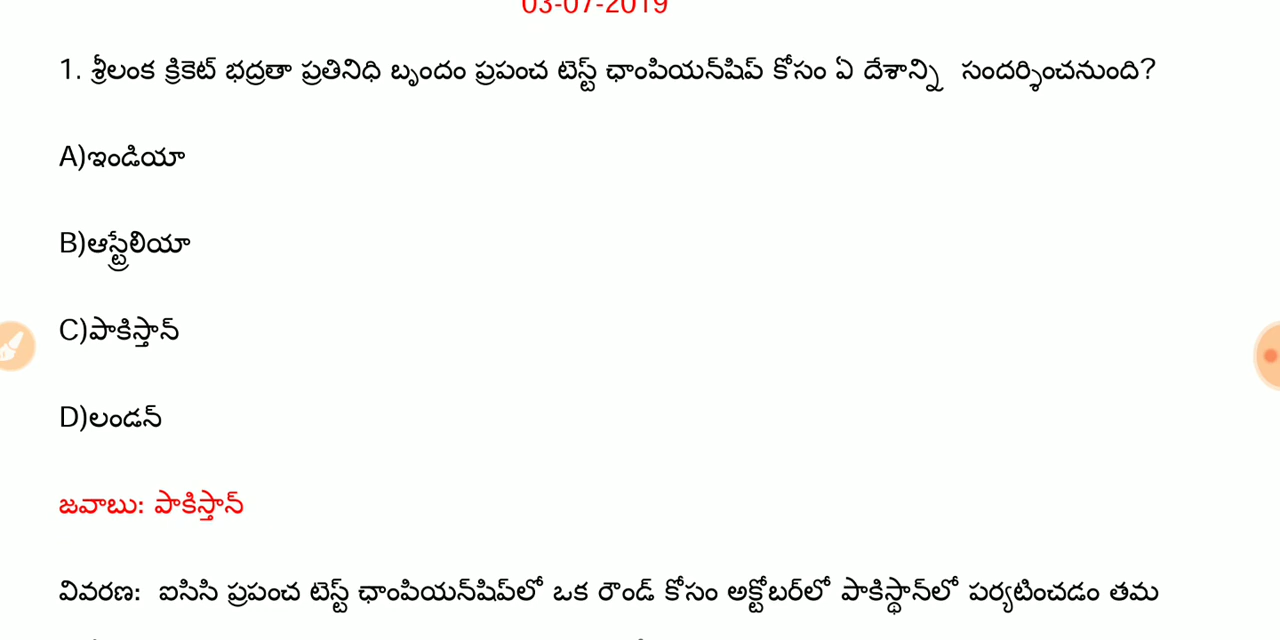 03-07-2019
1. శ్రీలంక క్రికెట్ భద్రతా ప్రతినిధి బృందం ప్రపంచ టెస్ట్ ఛాంపియన్‌షిప్ కోసం ఏ దేశాన్ని సందర్శించనుంది?
A)ఇండియా
B)ఆస్ట్రేలియా
C)పాకిస్తాన్
D)లండన్
జవాబు: పాకిస్తాన్
వివరణ: ఐసిసి ప్రపంచ టెస్ట్ ఛాంపియన్‌షిప్‌లో ఒక రౌండ్ కోసం అక్టోబర్‌లో పాకిస్థాన్‌లో పర్యటించడం తమ